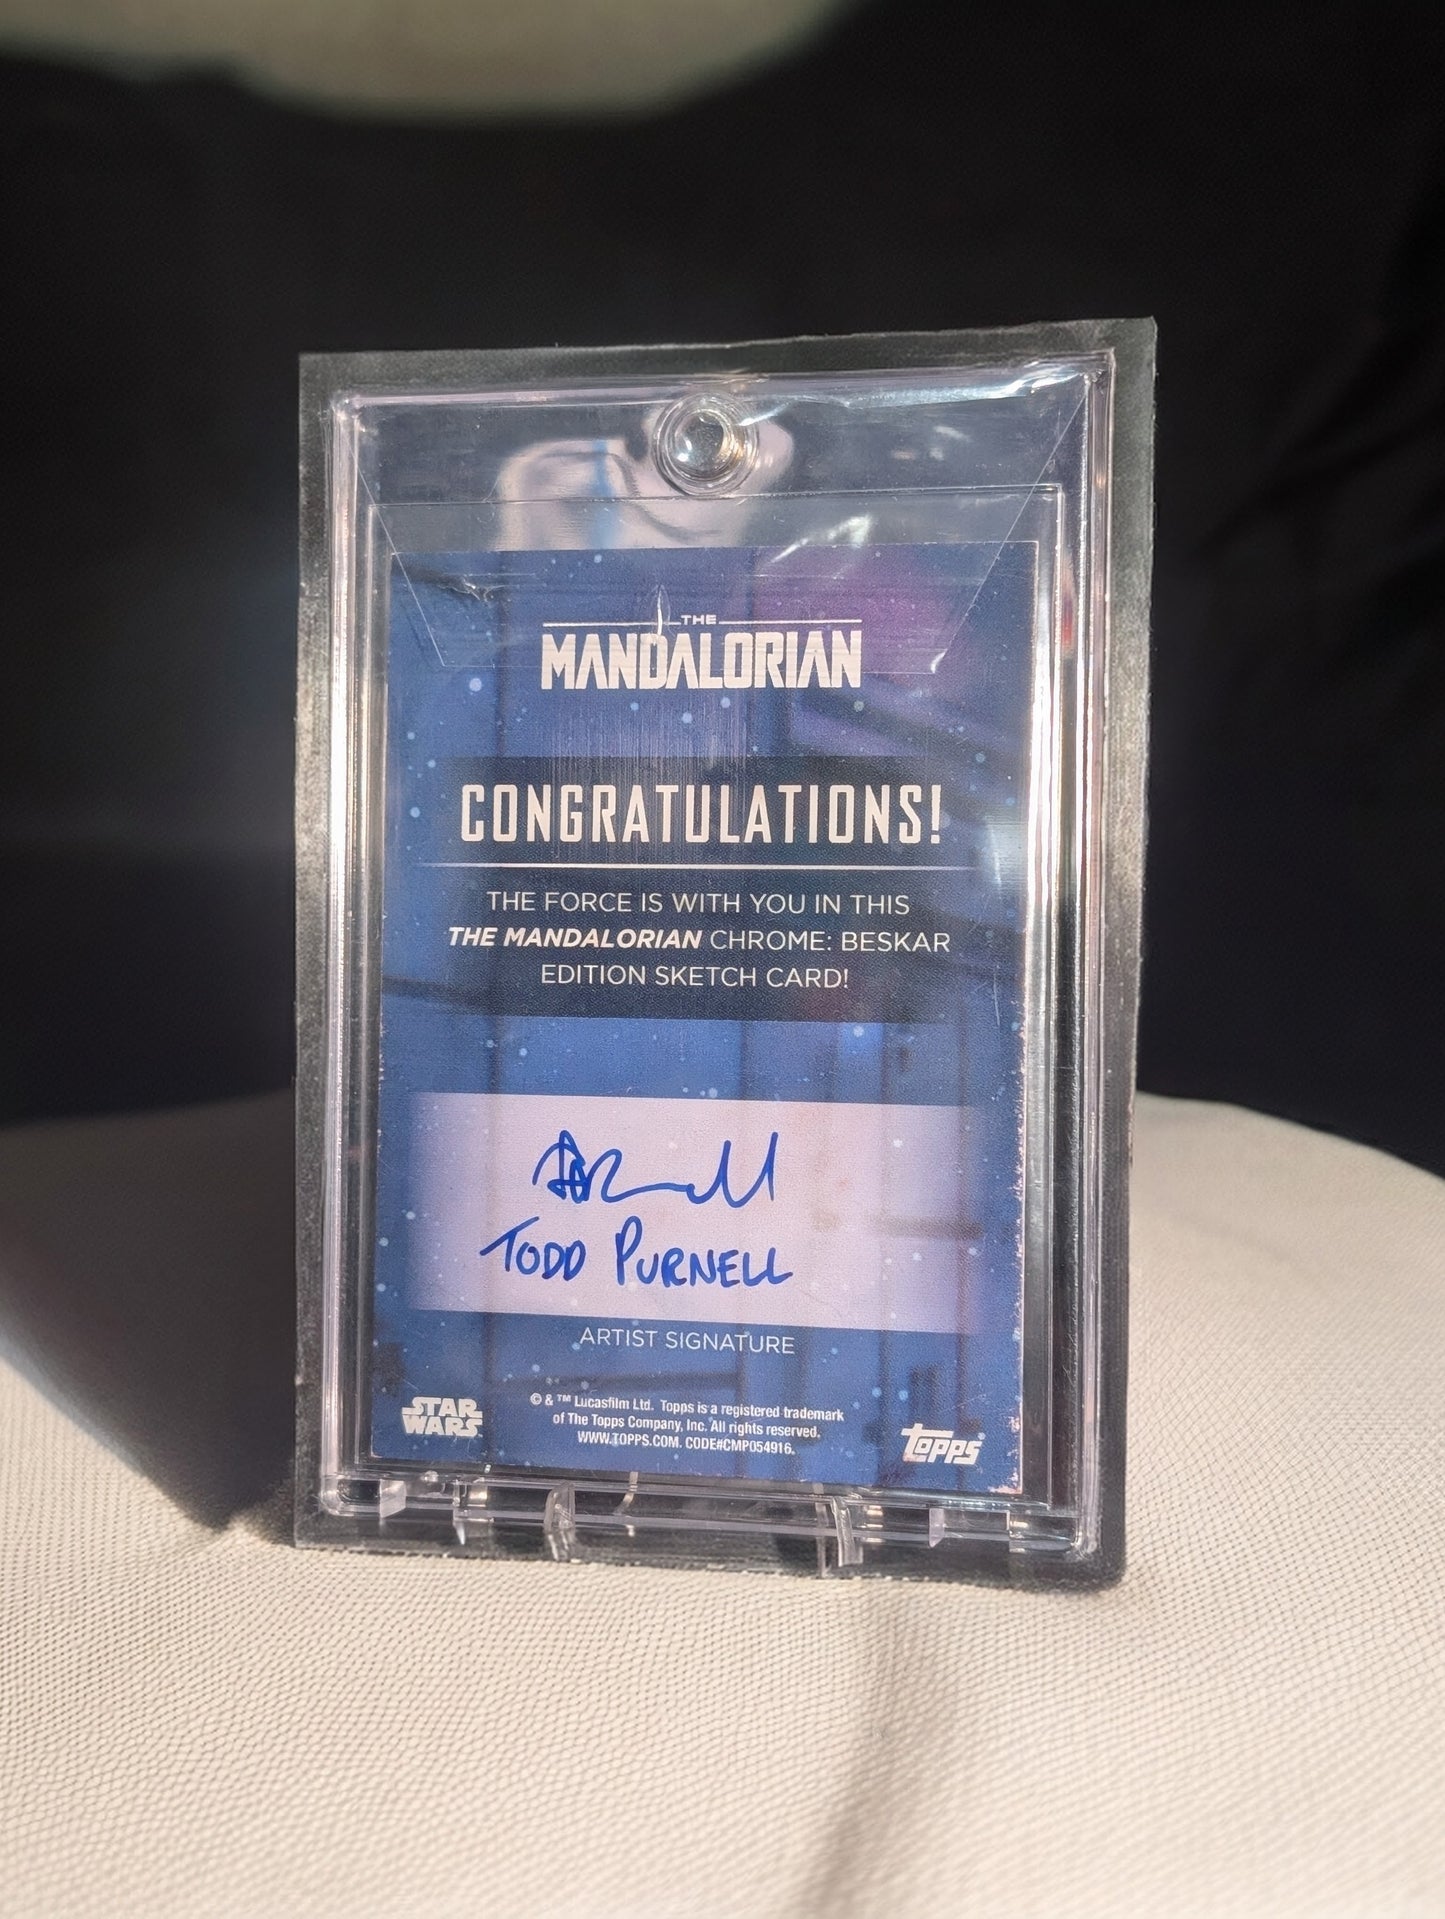 THE
MANDALORIAN
CONGRATULATIONS!
THE FORCE IS WITH YOU IN THIS
THE MANDALORIAN CHROME: BESKAR
EDITION SKETCH CARD!
TODD PURNELL
ARTIST SIGNATURE
STAR
WARS
© & ™ Lucasfilm Ltd. Topps is a registered trademark
of The Topps Company, Inc. All rights reserved.
WWW.TOPPS.COM. CODE#CMP054916.
topps